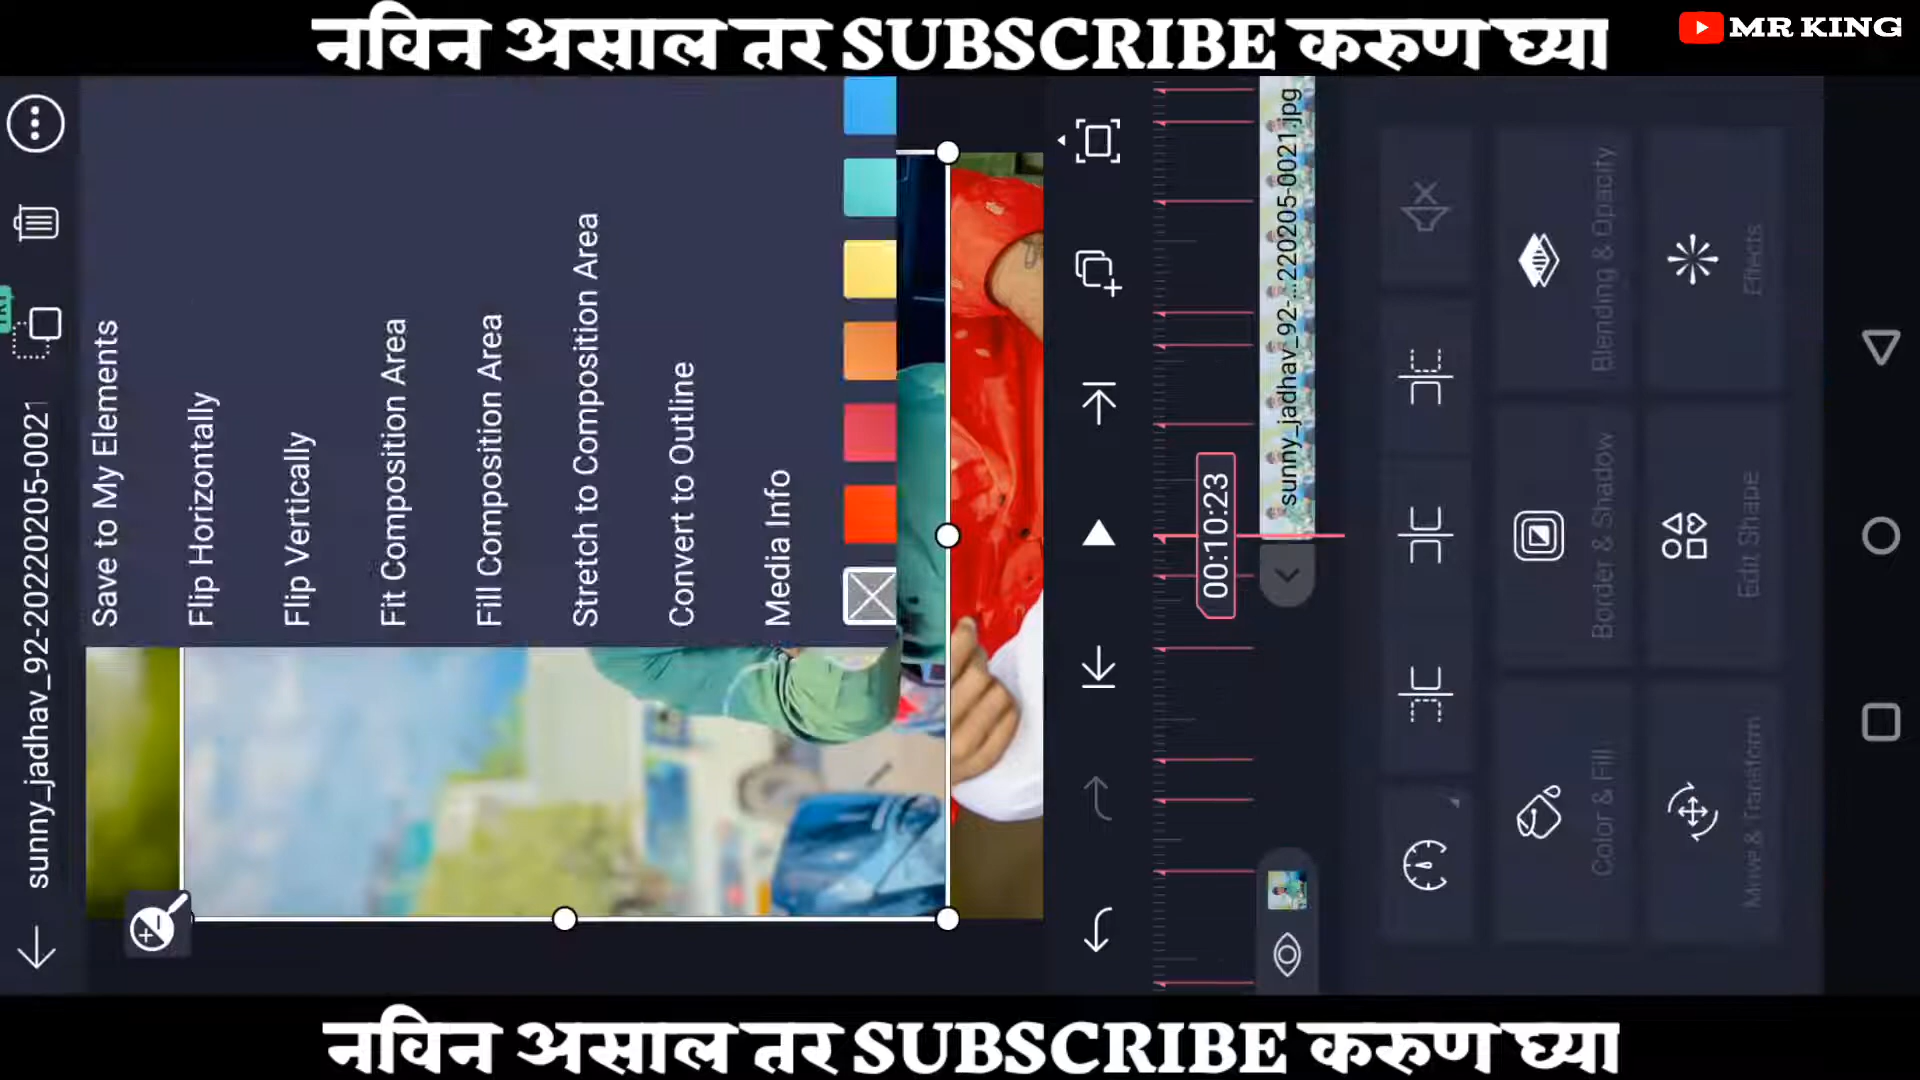 नविन असाल तर SUBSCRIBE करुण घ्या
MR KING
sunny_jadhav_92-20220205-0021
Save to My Elements
Flip Horizontally
Flip Vertically
Fit Composition Area
Fill Composition Area
Stretch to Composition Area
Convert to Outline
Media Info
00:10:23
sunny_jadhav_92-...220205-0021.jpg
Color & Fill
Border & Shadow
Blending & Opacity
Move & Transform
Edit Shape
Effects
नविन असाल तर SUBSCRIBE करुण घ्या